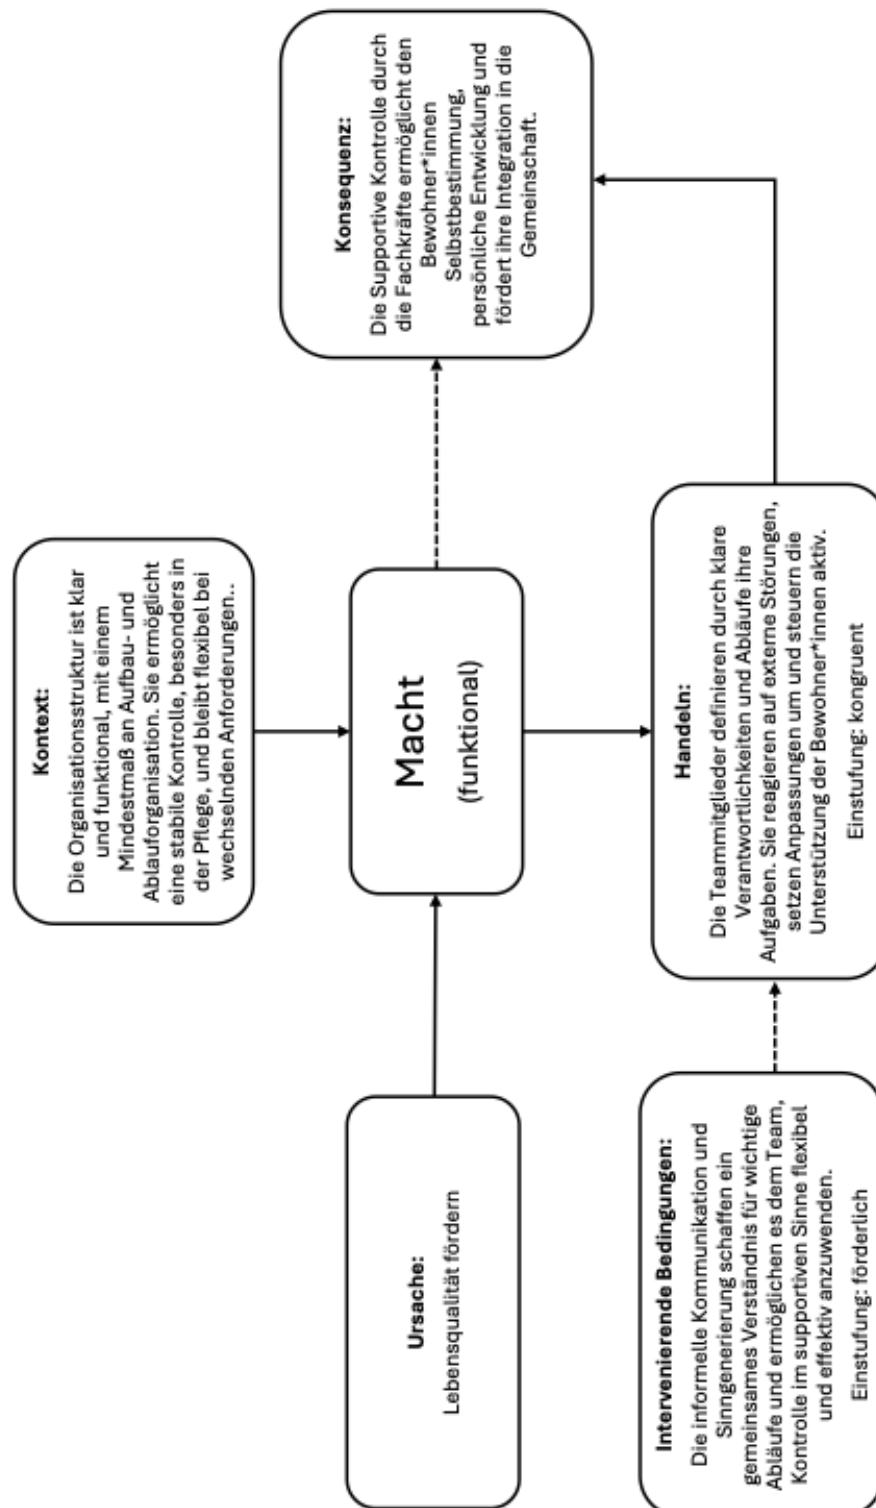 Kontext:
Die Organisationsstruktur ist klar
und funktional, mit einem
Mindestmaß an Aufbau- und
Ablauforganisation. Sie ermöglicht
eine stabile Kontrolle, besonders in
der Pflege, und bleibt flexibel bei
wechselnden Anforderungen..
Ursache:
Lebensqualität fördern
Macht
(funktional)
Konsequenz:
Die Supportive Kontrolle durch
die Fachkräfte ermöglicht den
Bewohner*innen
Selbstbestimmung,
persönliche Entwicklung und
fördert ihre Integration in die
Gemeinschaft.
Intervenierende Bedingungen:
Die informelle Kommunikation und
Sinngenerierung schaffen ein
gemeinsames Verständnis für wichtige
Abläufe und ermöglichen es dem Team,
Kontrolle im supportiven Sinne flexibel
und effektiv anzuwenden.
Einstufung: förderlich
Handeln:
Die Teammitglieder definieren durch klare
Verantwortlichkeiten und Abläufe ihre
Aufgaben. Sie reagieren auf externe Störungen,
setzen Anpassungen um und steuern die
Unterstützung der Bewohner*innen aktiv.
Einstufung: kongruent